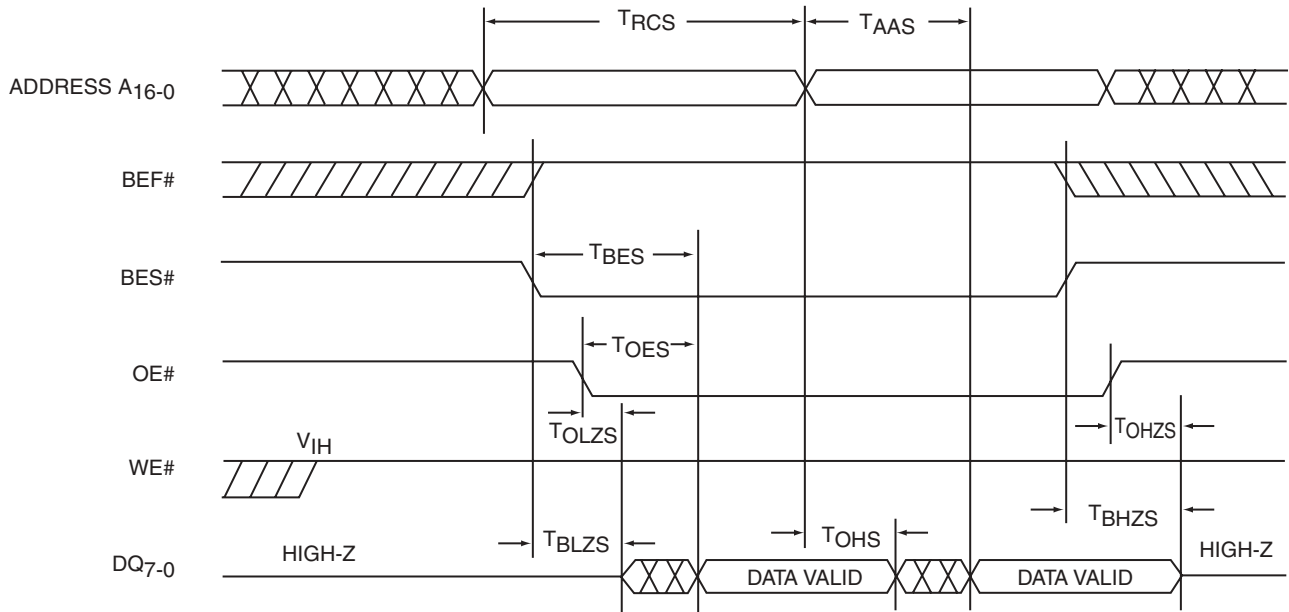 TRCS
TAAS
ADDRESS A16-0
BEF#
TBES
BES#
TOES
OE#
TOLZS
TOHZS
VIH
WE#
TBLZS
TOHS
TBHZS
HIGH-Z
HIGH-Z
DQ7-0
DATA VALID
DATA VALID